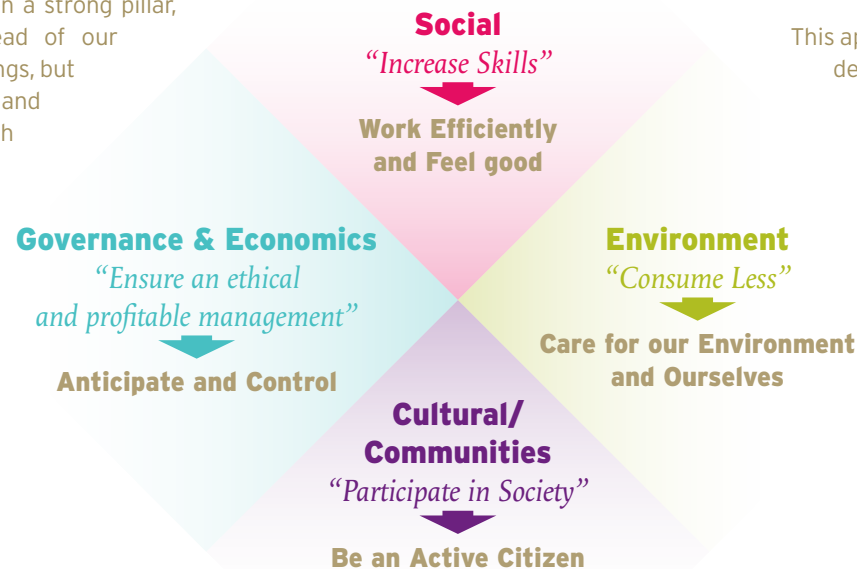 n a strong pillar,
ead of our
ngs, but
and
h
This ap
de
Social
“Increase Skills”
Work Efficiently
and Feel good
Governance & Economics
“Ensure an ethical
and profitable management”
Anticipate and Control
Environment
“Consume Less”
Care for our Environment
and Ourselves
Cultural/
Communities
“Participate in Society”
Be an Active Citizen